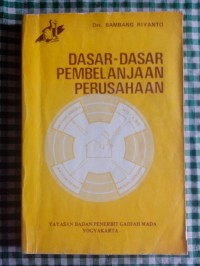 Drs. BAMBANG RIYANTO
DASAR-DASAR
PEMBELANJAAN
PERUSAHAAN
YAYASAN BADAN PENERBIT GADJAH MADA
YOGYAKARTA